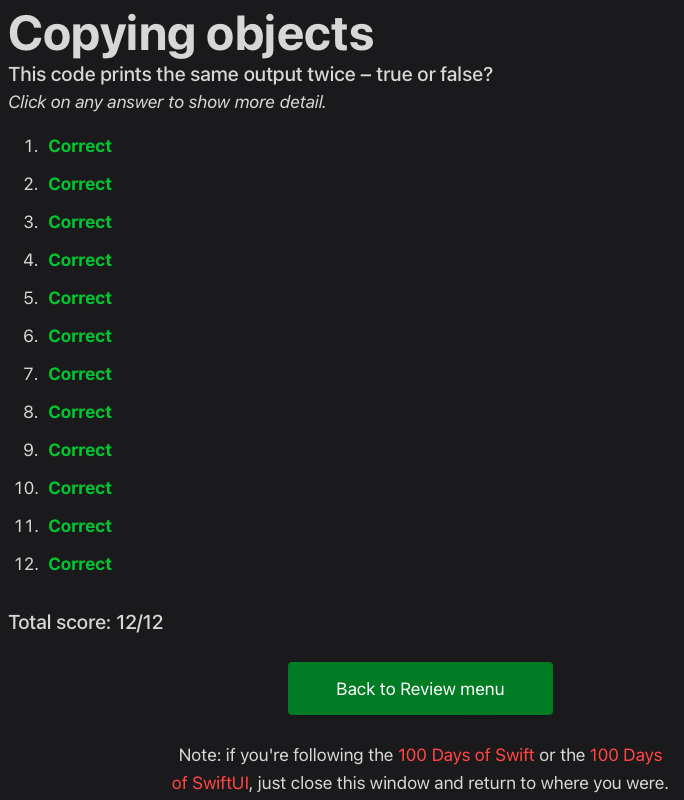 Copying objects
This code prints the same output twice – true or false?
Click on any answer to show more detail.
1. Correct
2. Correct
3. Correct
4. Correct
5. Correct
6. Correct
7. Correct
8. Correct
9. Correct
10. Correct
11. Correct
12. Correct
Total score: 12/12
Back to Review menu
Note: if you're following the 100 Days of Swift or the 100 Days
of SwiftUI, just close this window and return to where you were.